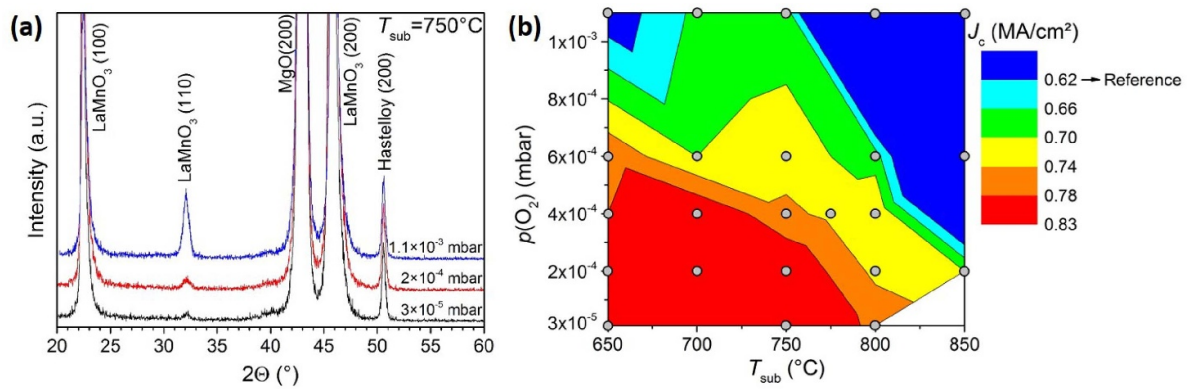 (a)
T_sub=750°C
LaMnO₃ (100)
LaMnO₃ (110)
MgO(200)
LaMnO₃ (200)
Hastelloy (200)
1.1×10⁻³ mbar
2×10⁻⁴ mbar
3×10⁻⁵ mbar
Intensity (a.u.)
20 25 30 35 40 45 50 55 60
2Θ (°)
(b)
J_c (MA/cm²)
0.62 → Reference
0.66
0.70
0.74
0.78
0.83
p(O₂) (mbar)
1x10⁻³
8x10⁻⁴
6x10⁻⁴
4x10⁻⁴
2x10⁻⁴
3x10⁻⁵
650 700 750 800 850
T_sub (°C)